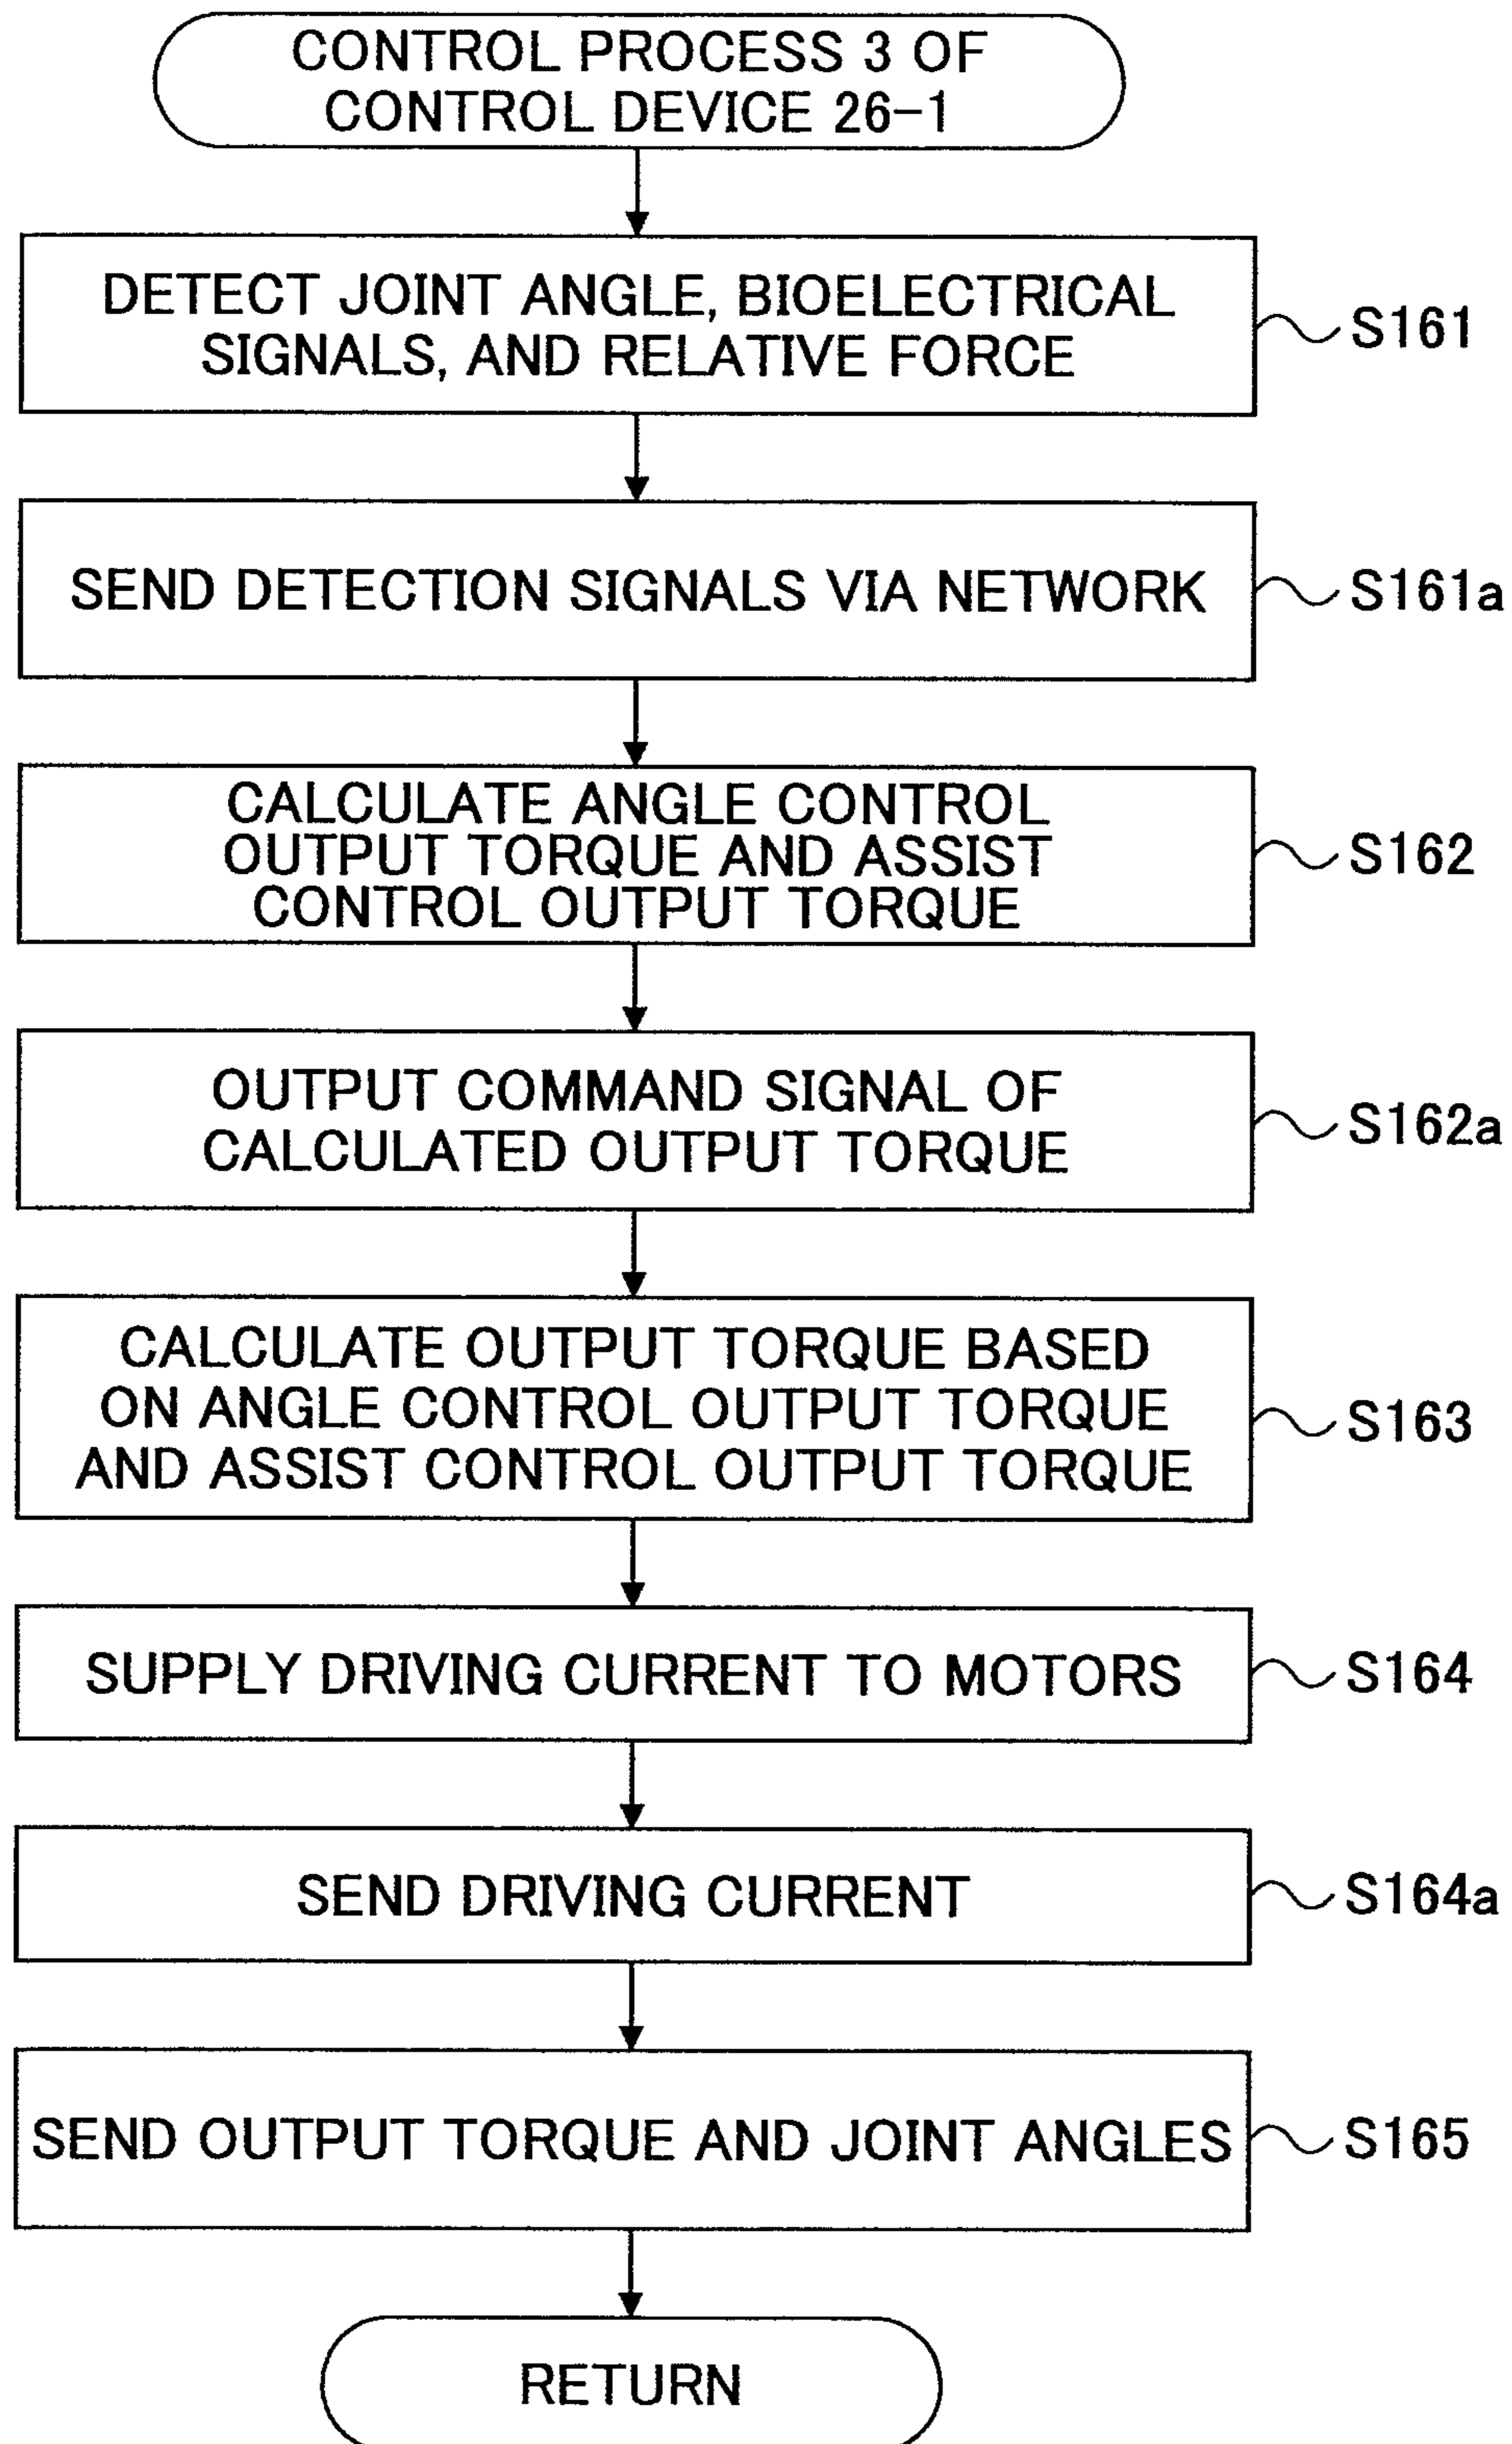 CONTROL PROCESS 3 OF
CONTROL DEVICE 26-1
DETECT JOINT ANGLE, BIOELECTRICAL
SIGNALS, AND RELATIVE FORCE
S161
SEND DETECTION SIGNALS VIA NETWORK
S161a
CALCULATE ANGLE CONTROL
OUTPUT TORQUE AND ASSIST
CONTROL OUTPUT TORQUE
S162
OUTPUT COMMAND SIGNAL OF
CALCULATED OUTPUT TORQUE
S162a
CALCULATE OUTPUT TORQUE BASED
ON ANGLE CONTROL OUTPUT TORQUE
AND ASSIST CONTROL OUTPUT TORQUE
S163
SUPPLY DRIVING CURRENT TO MOTORS
S164
SEND DRIVING CURRENT
S164a
SEND OUTPUT TORQUE AND JOINT ANGLES
S165
RETURN